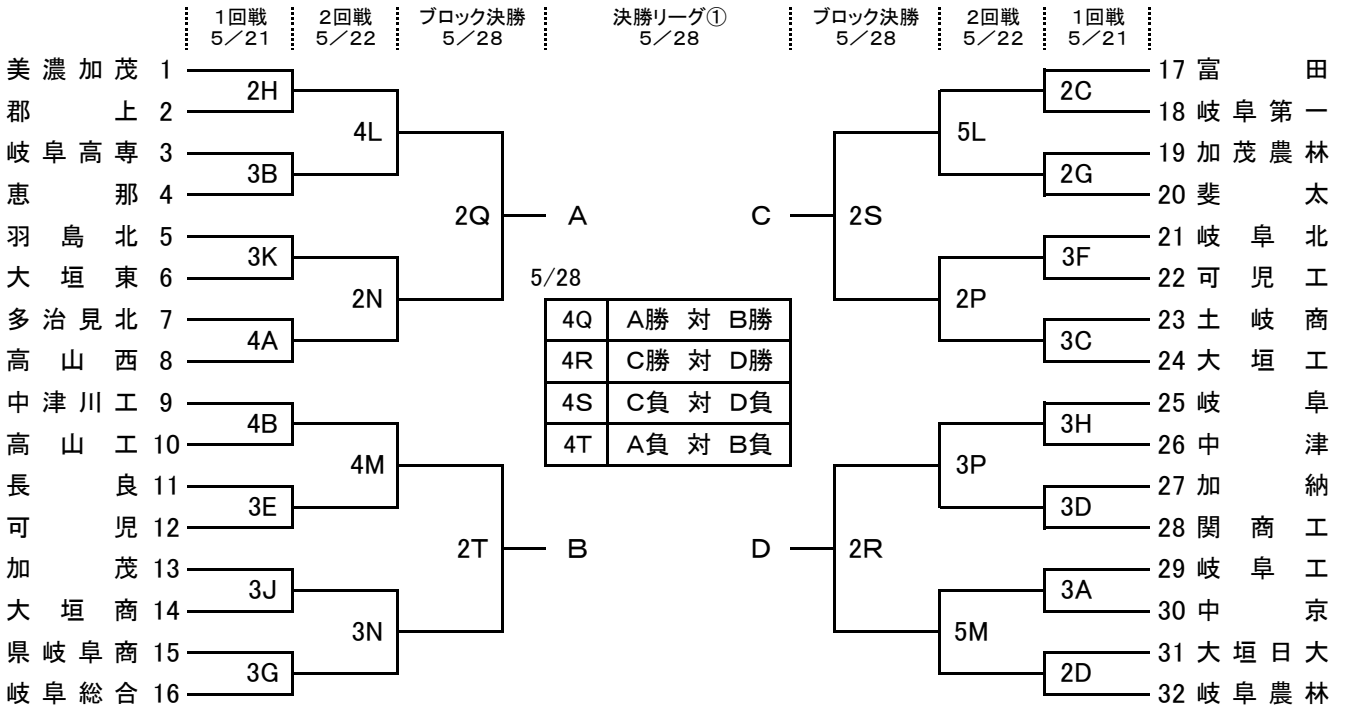 1回戦 2回戦 ブロック決勝 決勝リーグ① ブロック決勝 2回戦 1回戦
5／21 5／22 5／28 5／28 5／28 5／22 5／21
美濃加茂 1 17 富田
2H 2C
郡上 2 18 岐阜第一
4L 5L
岐阜高専 3 19 加茂農林
3B 2G
恵那 4 20 斐太
2Q A C 2S
羽島北 5 21 岐阜北
3K 3F
大垣東 6 5/28 22 可児工
2N 2P
多治見北 7 4Q A勝 対 B勝 23 土岐商
4A 3C
高山西 8 4R C勝 対 D勝 24 大垣工
中津川工 9 4S C負 対 D負 25 岐阜
4B 3H
高山工 10 4T A負 対 B負 26 中津
4M 3P
長良 11 27 加納
3E 3D
可児 12 28 関商工
2T B D 2R
加茂 13 29 岐阜工
3J 3A
大垣商 14 30 中京
3N 5M
県岐阜商 15 31 大垣日大
3G 2D
岐阜総合 16 32 岐阜農林